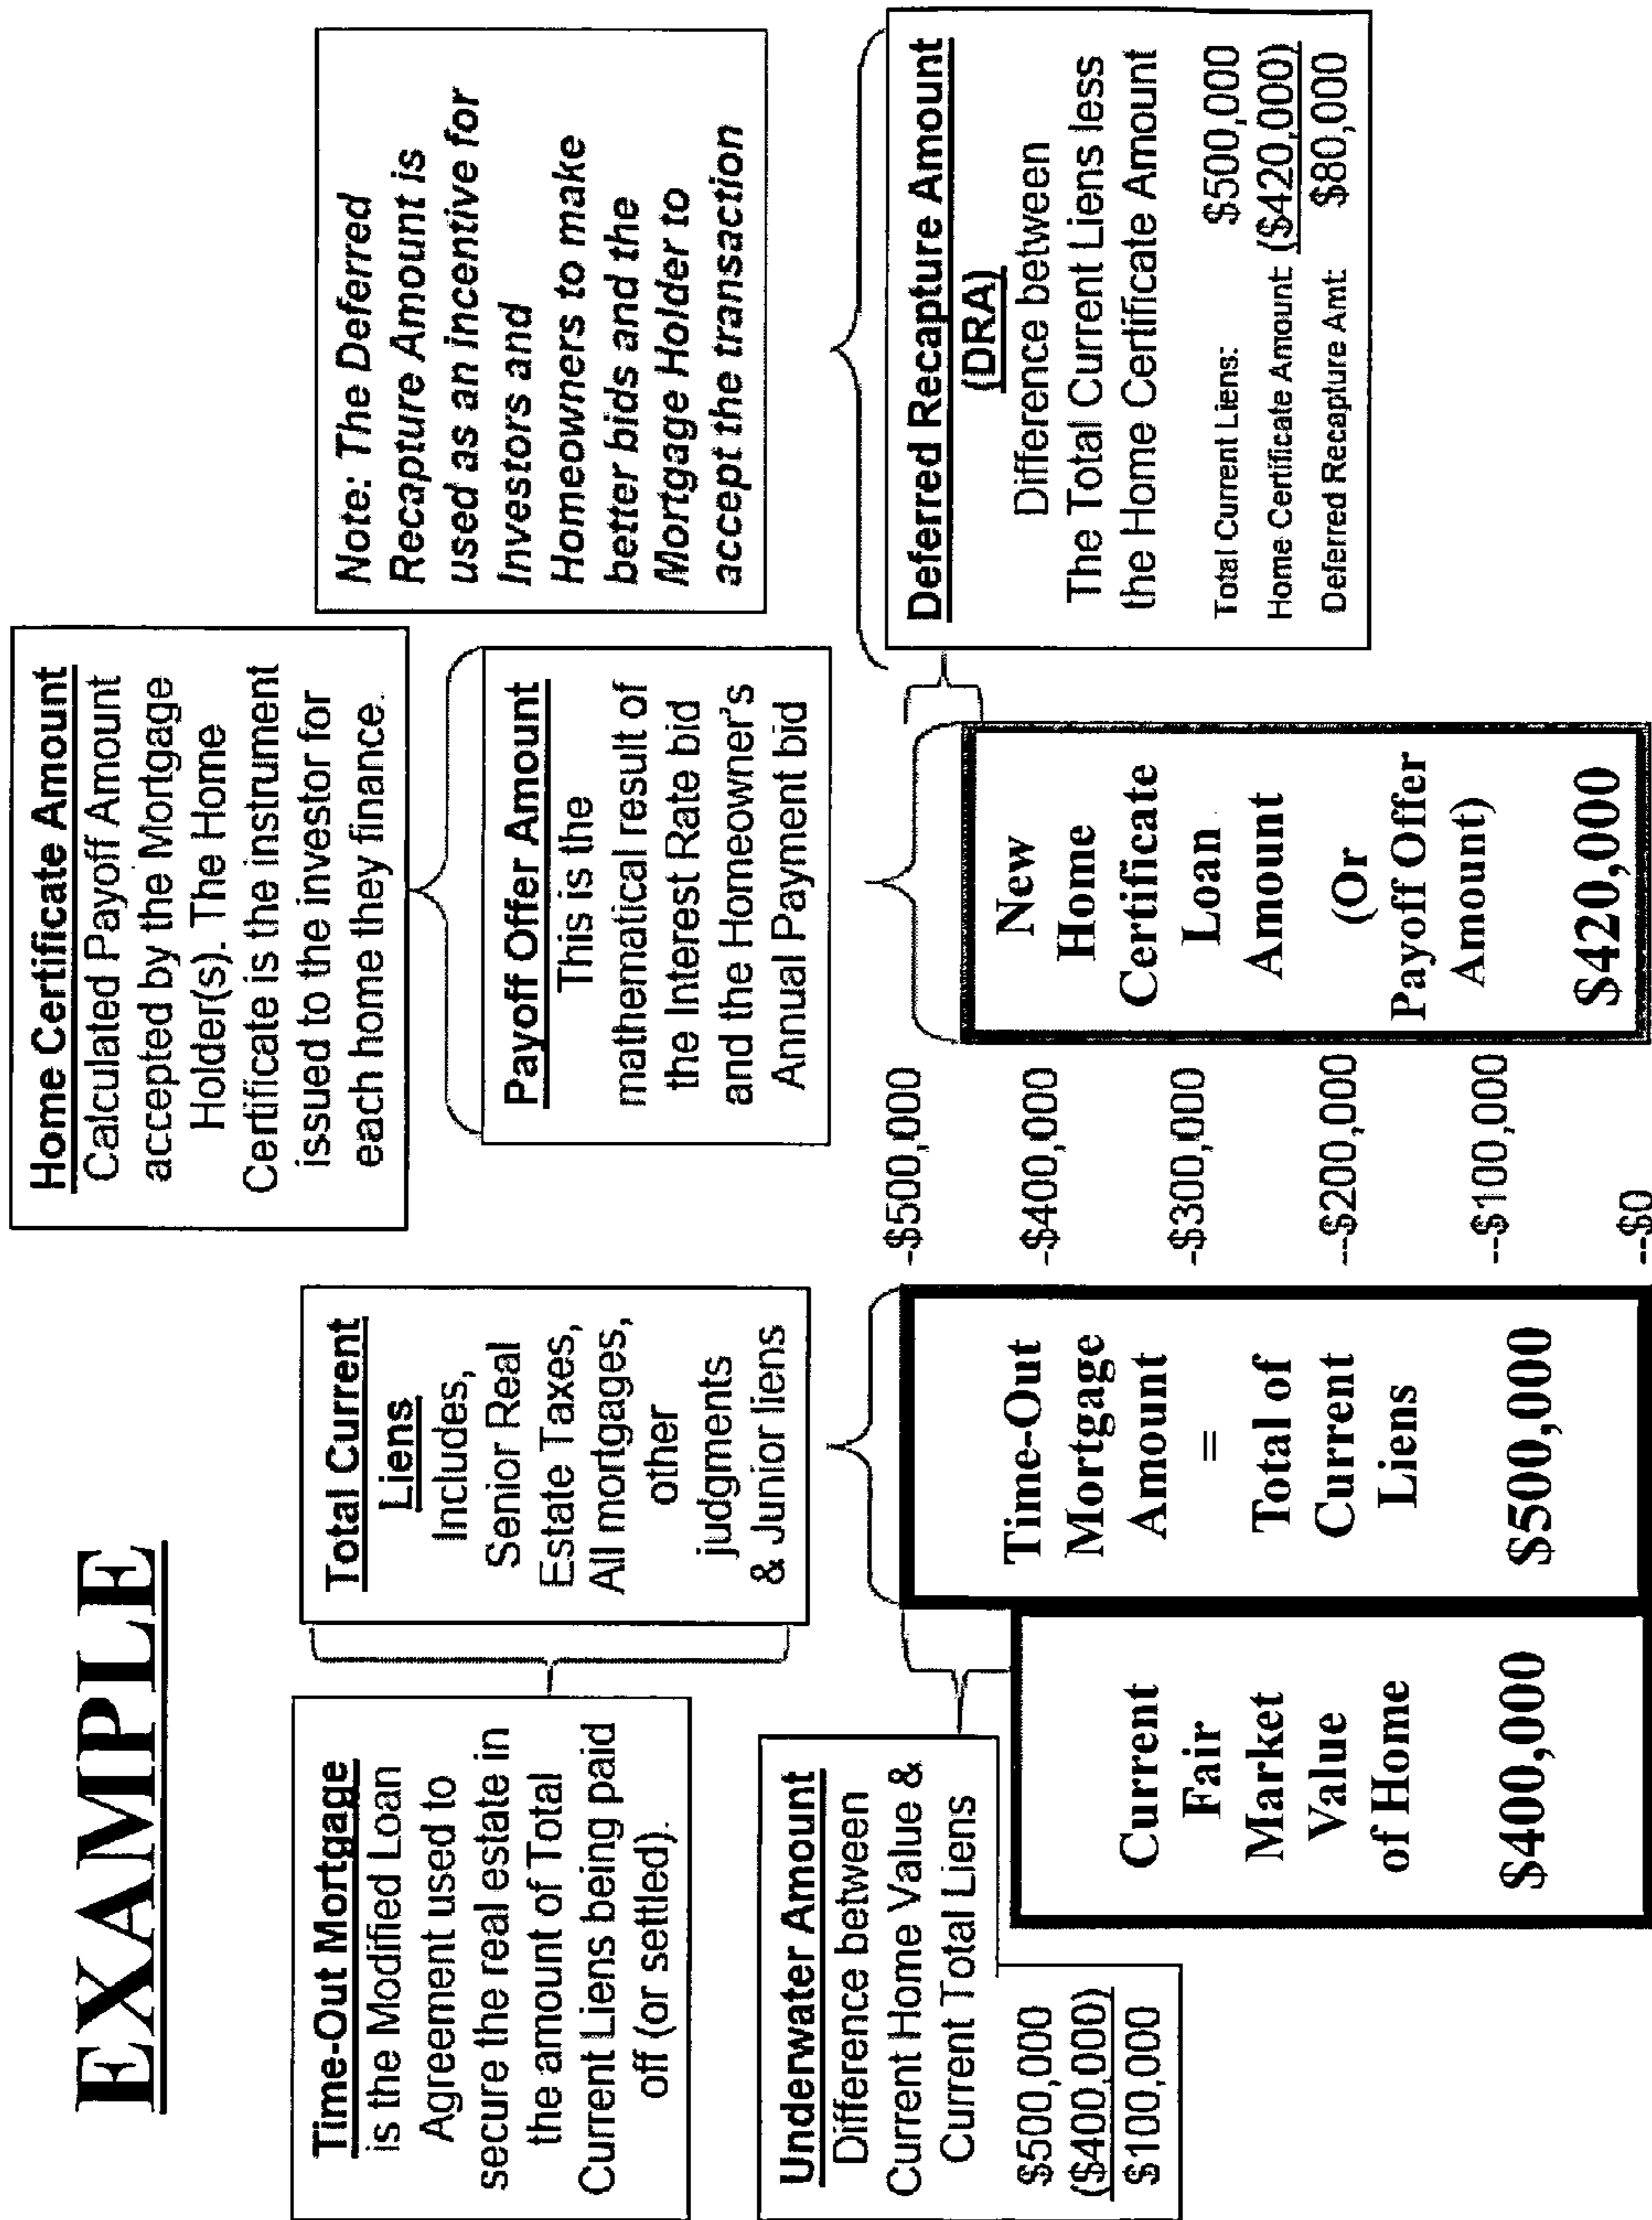 EXAMPLE
Time-Out Mortgage
is the Modified Loan
Agreement used to
secure the real estate in
the amount of Total
Current Liens being paid
off (or settled).
Total Current
Liens
Includes,
Senior Real
Estate Taxes,
All mortgages,
other
judgments
& Junior liens
Home Certificate Amount
Calculated Payoff Amount
accepted by the Mortgage
Holder(s). The Home
Certificate is the instrument
issued to the investor for
each home they finance.
Payoff Offer Amount
This is the
mathematical result of
the Interest Rate bid
and the Homeowner's
Annual Payment bid
Note: The Deferred
Recapture Amount is
used as an incentive for
Investors and
Homeowners to make
better bids and the
Mortgage Holder to
accept the transaction
Underwater Amount
Difference between
Current Home Value &
Current Total Liens
$500,000
($400,000)
$100,000
Current
Fair
Market
Value
of Home
$400,000
Time-Out
Mortgage
Amount
=
Total of
Current
Liens
$500,000
-$500,000
-$400,000
-$300,000
--$200,000
--$100,000
--$0
New
Home
Certificate
Loan
Amount
(Or
Payoff Offer
Amount)
$420,000
Deferred Recapture Amount
(DRA)
Difference between
The Total Current Liens less
the Home Certificate Amount
Total Current Liens: $500,000
Home Certificate Amount: ($420,000)
Deferred Recapture Amt: $80,000